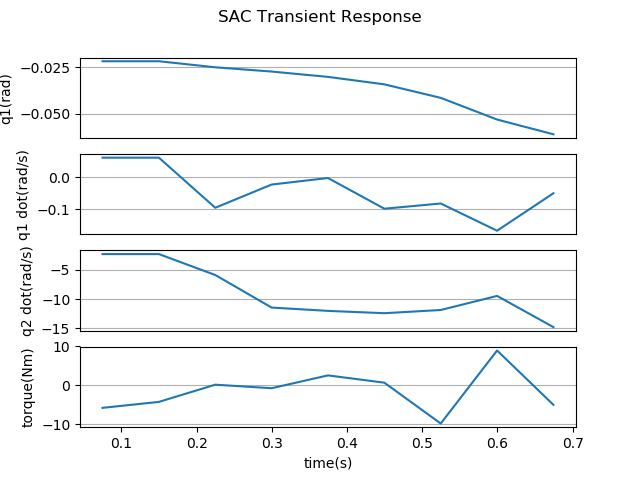 SAC Transient Response
q1(rad)
−0.025
−0.050
q1 dot(rad/s)
0.0
−0.1
q2 dot(rad/s)
−5
−10
−15
torque(Nm)
10
0
−10
0.1 0.2 0.3 0.4 0.5 0.6 0.7
time(s)